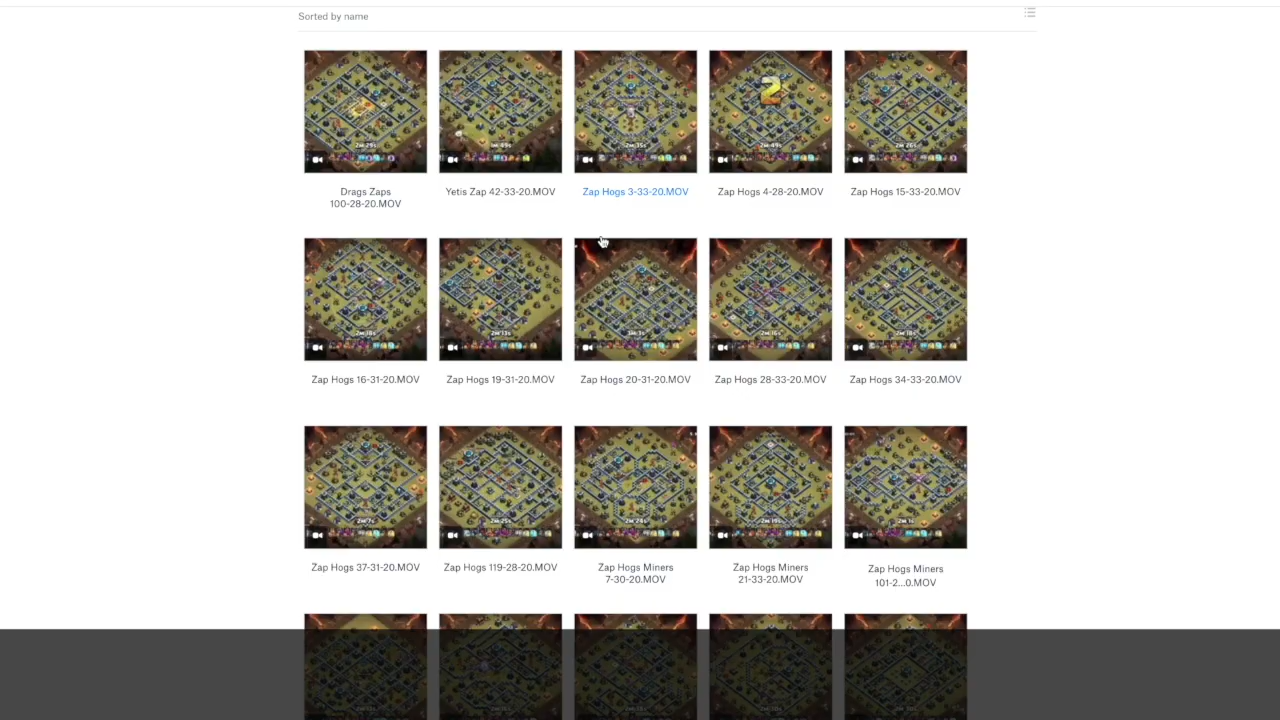 Sorted by name
2
Drags Zaps
100-28-20.MOV
Yetis Zap 42-33-20.MOV
Zap Hogs 3-33-20.MOV
Zap Hogs 4-28-20.MOV
Zap Hogs 15-33-20.MOV
Zap Hogs 16-31-20.MOV
Zap Hogs 19-31-20.MOV
Zap Hogs 20-31-20.MOV
Zap Hogs 28-33-20.MOV
Zap Hogs 34-33-20.MOV
Zap Hogs 37-31-20.MOV
Zap Hogs 119-28-20.MOV
Zap Hogs Miners
7-30-20.MOV
Zap Hogs Miners
21-33-20.MOV
Zap Hogs Miners
101-2...0.MOV